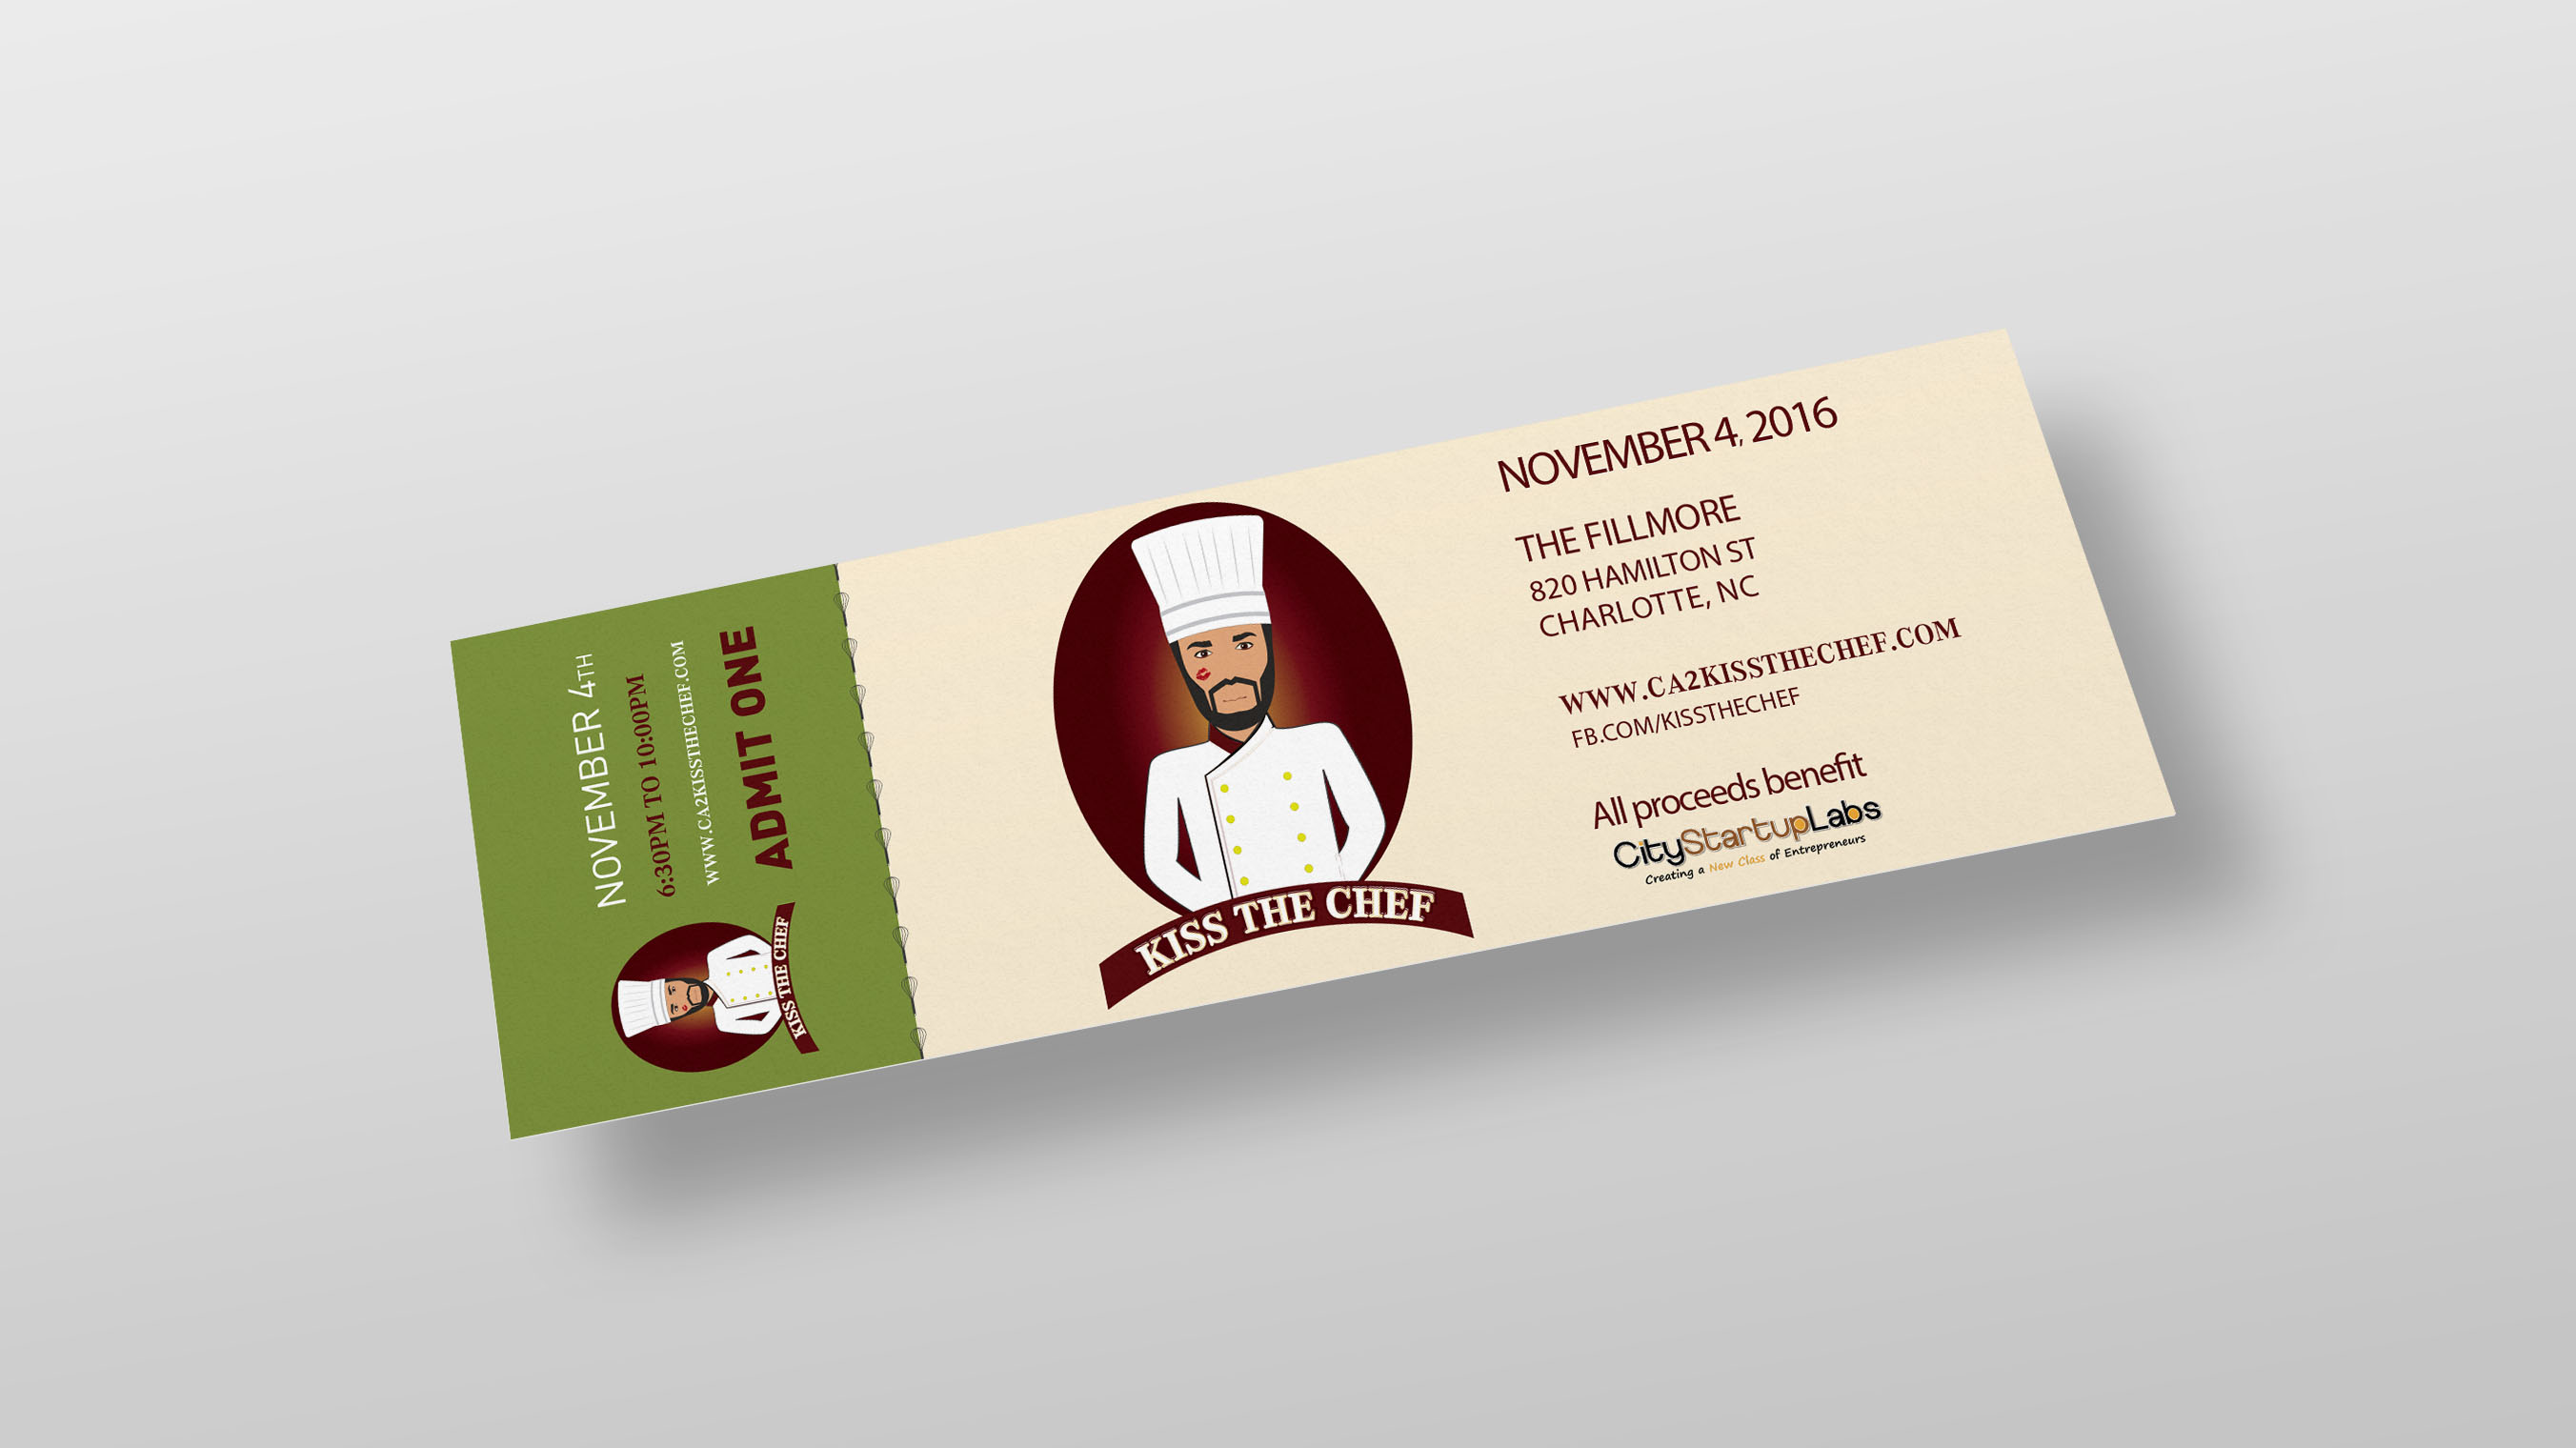 NOVEMBER 4TH
6:30PM TO 10:00PM
WWW.CA2KISSTHECHEF.COM
ADMIT ONE
KISS THE CHEF
KISS THE CHEF
NOVEMBER 4, 2016
THE FILLMORE
820 HAMILTON ST
CHARLOTTE, NC
WWW.CA2KISSTHECHEF.COM
FB.COM/KISSTHECHEF
All proceeds benefit
CityStartupLabs
Creating a New Class of Entrepreneurs